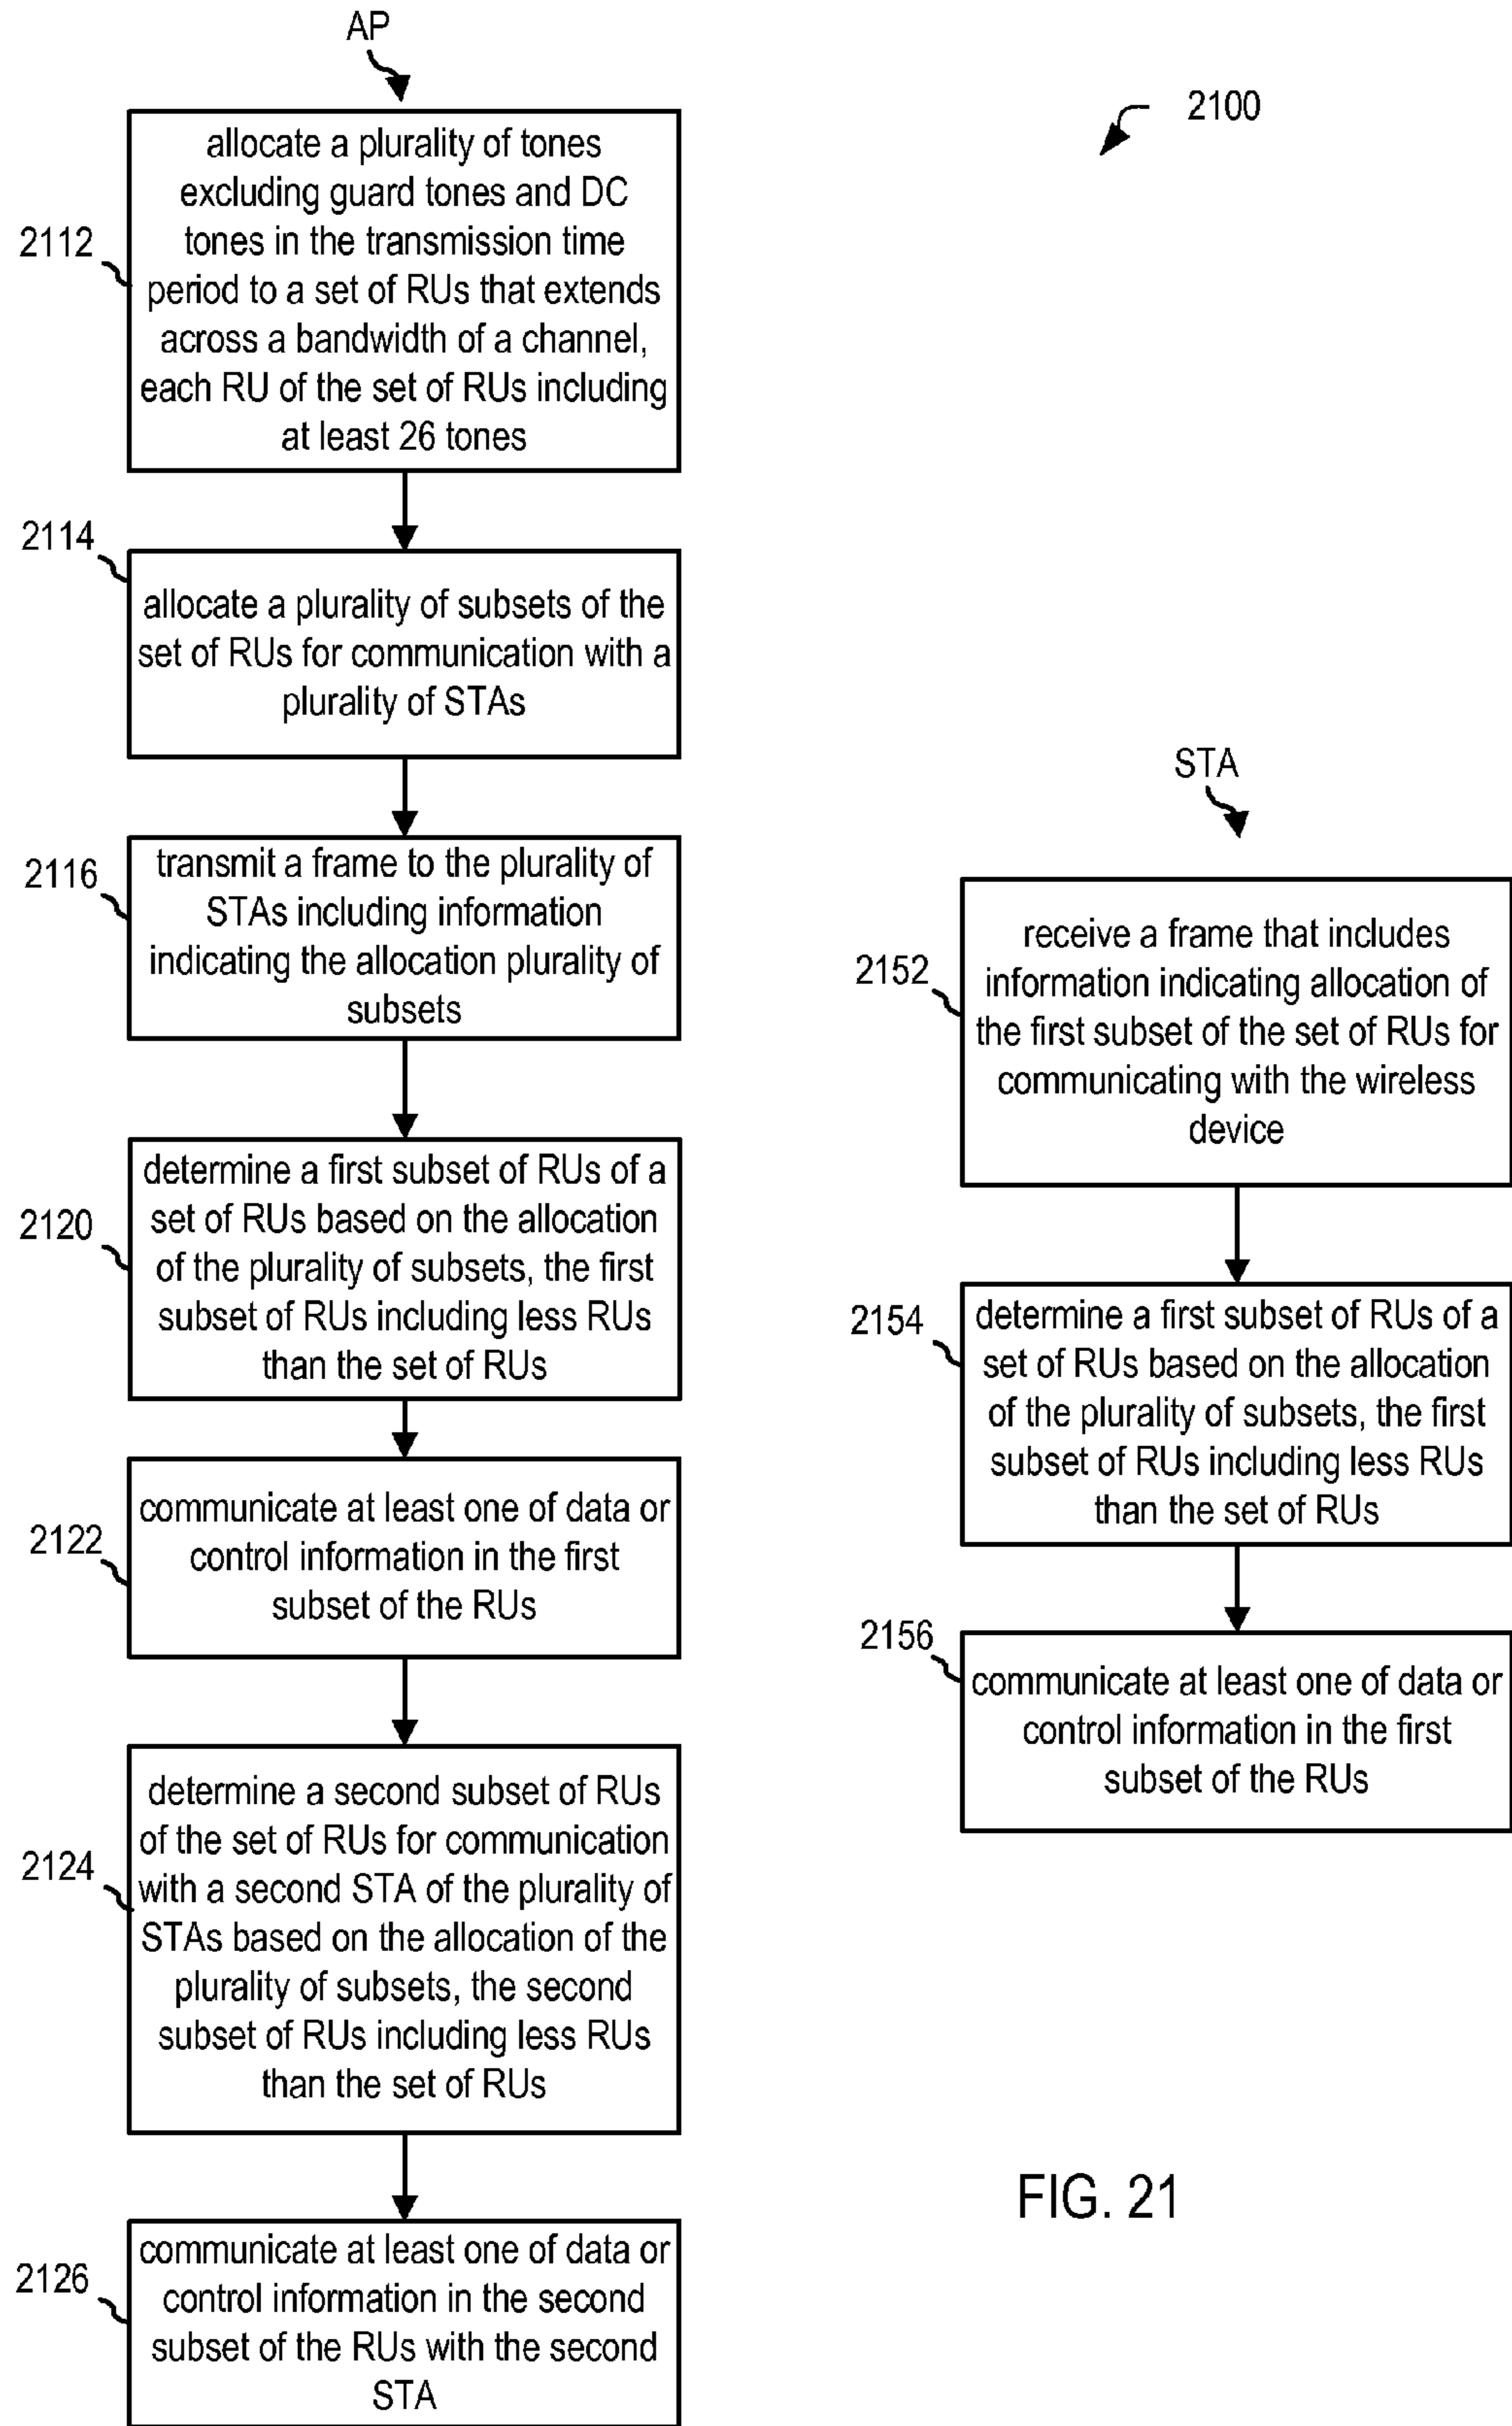 AP
2100
2112
allocate a plurality of tones
excluding guard tones and DC
tones in the transmission time
period to a set of RUs that extends
across a bandwidth of a channel,
each RU of the set of RUs including
at least 26 tones
2114
allocate a plurality of subsets of the
set of RUs for communication with a
plurality of STAs
2116
transmit a frame to the plurality of
STAs including information
indicating the allocation plurality of
subsets
2120
determine a first subset of RUs of a
set of RUs based on the allocation
of the plurality of subsets, the first
subset of RUs including less RUs
than the set of RUs
2122
communicate at least one of data or
control information in the first
subset of the RUs
2124
determine a second subset of RUs
of the set of RUs for communication
with a second STA of the plurality of
STAs based on the allocation of the
plurality of subsets, the second
subset of RUs including less RUs
than the set of RUs
2126
communicate at least one of data or
control information in the second
subset of the RUs with the second
STA
STA
2152
receive a frame that includes
information indicating allocation of
the first subset of the set of RUs for
communicating with the wireless
device
2154
determine a first subset of RUs of a
set of RUs based on the allocation
of the plurality of subsets, the first
subset of RUs including less RUs
than the set of RUs
2156
communicate at least one of data or
control information in the first
subset of the RUs
FIG. 21